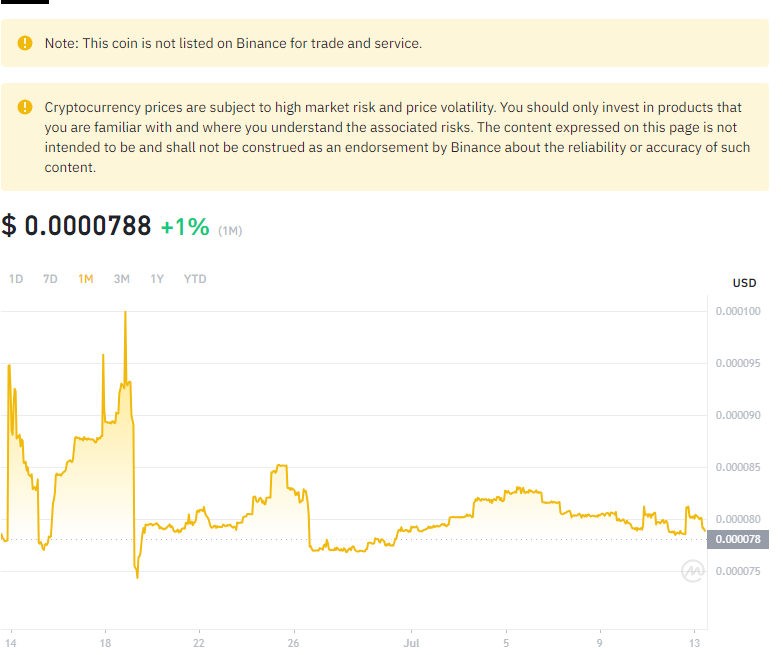 Note: This coin is not listed on Binance for trade and service.
Cryptocurrency prices are subject to high market risk and price volatility. You should only invest in products that
you are familiar with and where you understand the associated risks. The content expressed on this page is not
intended to be and shall not be construed as an endorsement by Binance about the reliability or accuracy of such
content.
$ 0.0000788 +1% (1M)
1D 7D 1M 3M 1Y YTD
USD
0.000100
0.000095
0.000090
0.000085
0.000080
0.000078
0.000075
14 18 22 26 Jul 5 9 13